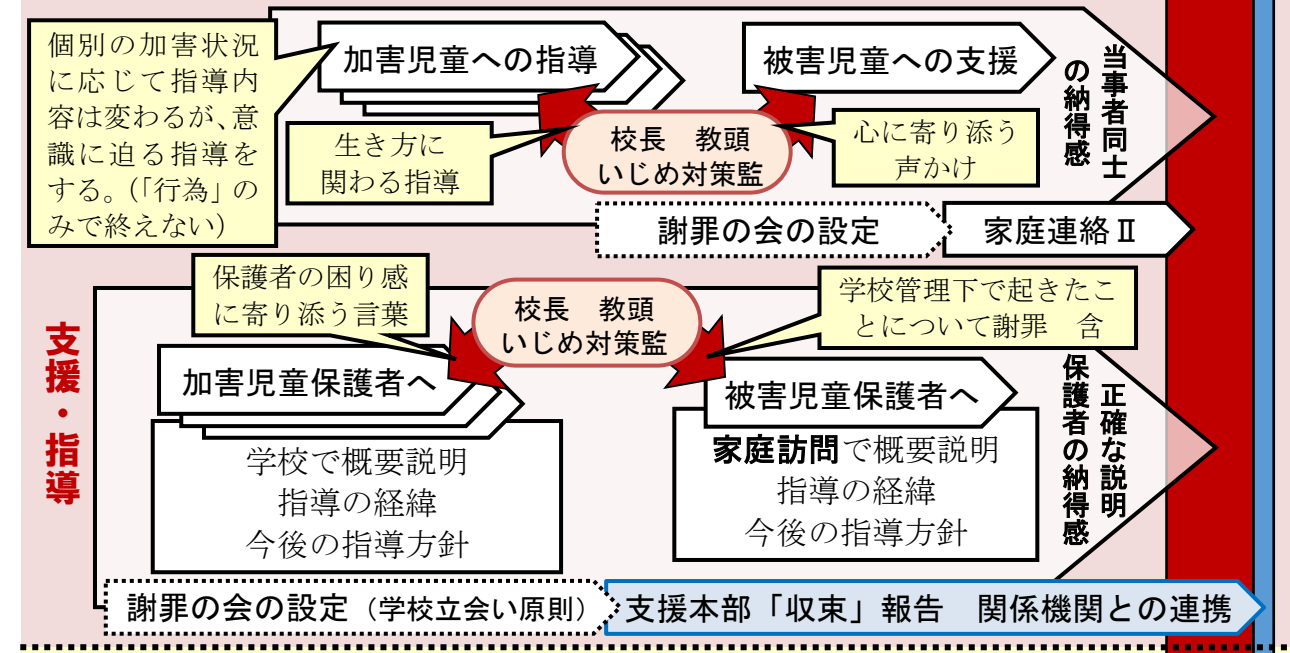 個別の加害状況
に応じて指導内
容は変わるが、意
識に迫る指導を
する。(「行為」の
みで終えない)
加害児童への指導
被害児童への支援
当事者同士
の納得感
生き方に
関わる指導
校長　教頭
いじめ対策監
心に寄り添う
声かけ
謝罪の会の設定
家庭連絡Ⅱ
支援・指導
保護者の困り感
に寄り添う言葉
校長　教頭
いじめ対策監
学校管理下で起きたこ
とについて謝罪　含
加害児童保護者へ
被害児童保護者へ
学校で概要説明
指導の経緯
今後の指導方針
家庭訪問で概要説明
指導の経緯
今後の指導方針
正確な説明
保護者の納得感
謝罪の会の設定（学校立会い原則）
支援本部「収束」報告　関係機関との連携